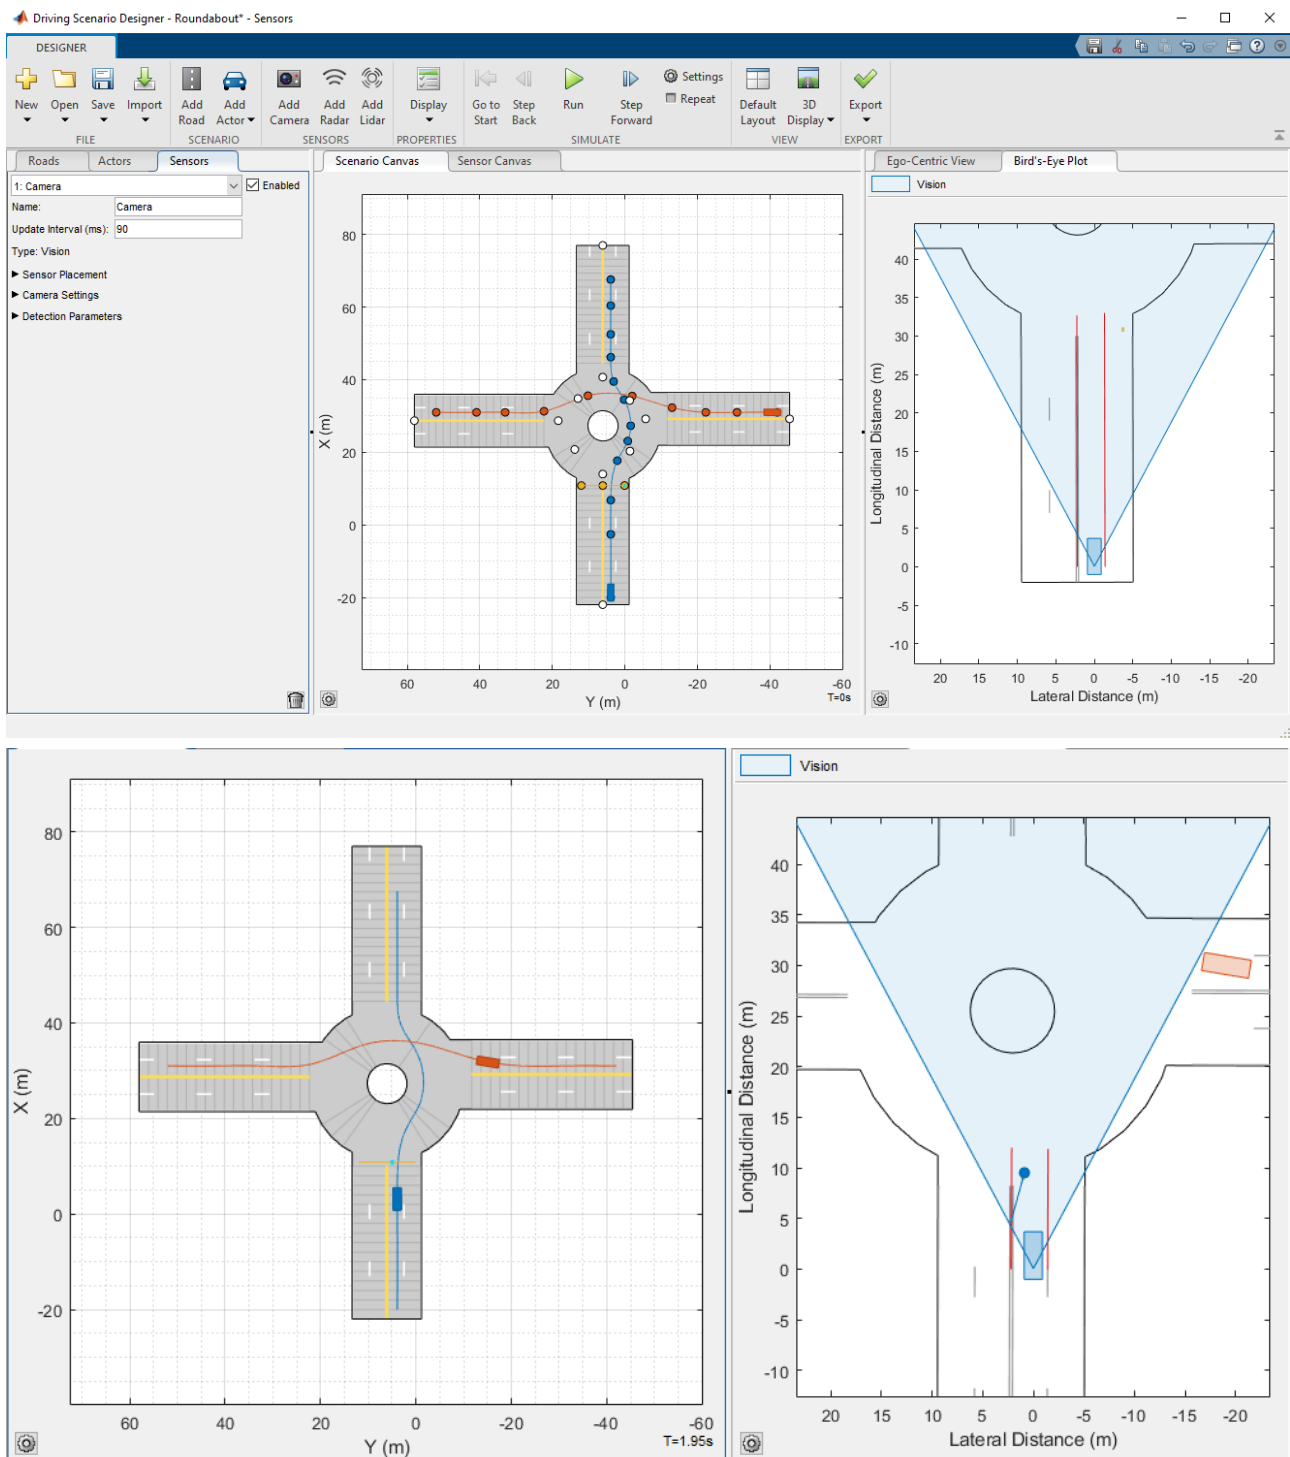 Driving Scenario Designer - Roundabout* - Sensors
DESIGNER
New Open Save Import Add Road Add Actor Add Camera Add Radar Add Lidar Display Go to Start Step Back Run Step Forward Settings Repeat Default Layout 3D Display Export
FILE SCENARIO SENSORS PROPERTIES SIMULATE VIEW EXPORT
Roads Actors Sensors
1: Camera Enabled
Name: Camera
Update Interval (ms): 90
Type: Vision
Sensor Placement
Camera Settings
Detection Parameters
Scenario Canvas Sensor Canvas
80
60
40
20
0
-20
X (m)
60 40 20 0 -20 -40 -60
Y (m)
T=0s
Ego-Centric View Bird's-Eye Plot
Vision
40
35
30
25
20
15
10
5
0
-5
-10
Longitudinal Distance (m)
20 15 10 5 0 -5 -10 -15 -20
Lateral Distance (m)
80
60
40
20
0
-20
X (m)
60 40 20 0 -20 -40 -60
Y (m)
T=1.95s
Vision
40
35
30
25
20
15
10
5
0
-5
-10
Longitudinal Distance (m)
20 15 10 5 0 -5 -10 -15 -20
Lateral Distance (m)